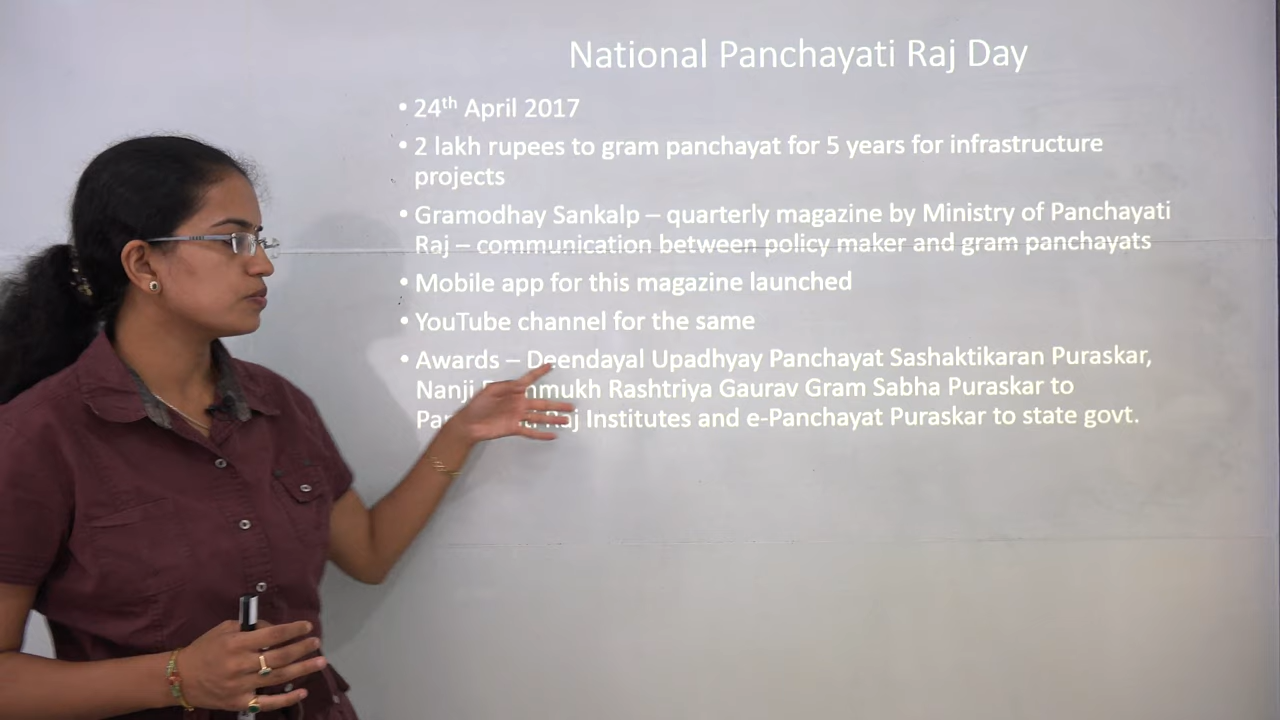 National Panchayati Raj Day
• 24th April 2017
• 2 lakh rupees to gram panchayat for 5 years for infrastructure
projects
• Gramodhay Sankalp – quarterly magazine by Ministry of Panchayati
Raj – communication between policy maker and gram panchayats
• Mobile app for this magazine launched
• YouTube channel for the same
• Awards – Deendayal Upadhyay Panchayat Sashaktikaran Puraskar,
Nanji Rashtriya Gaurav Gram Sabha Puraskar to
Raj Institutes and e-Panchayat Puraskar to state govt.